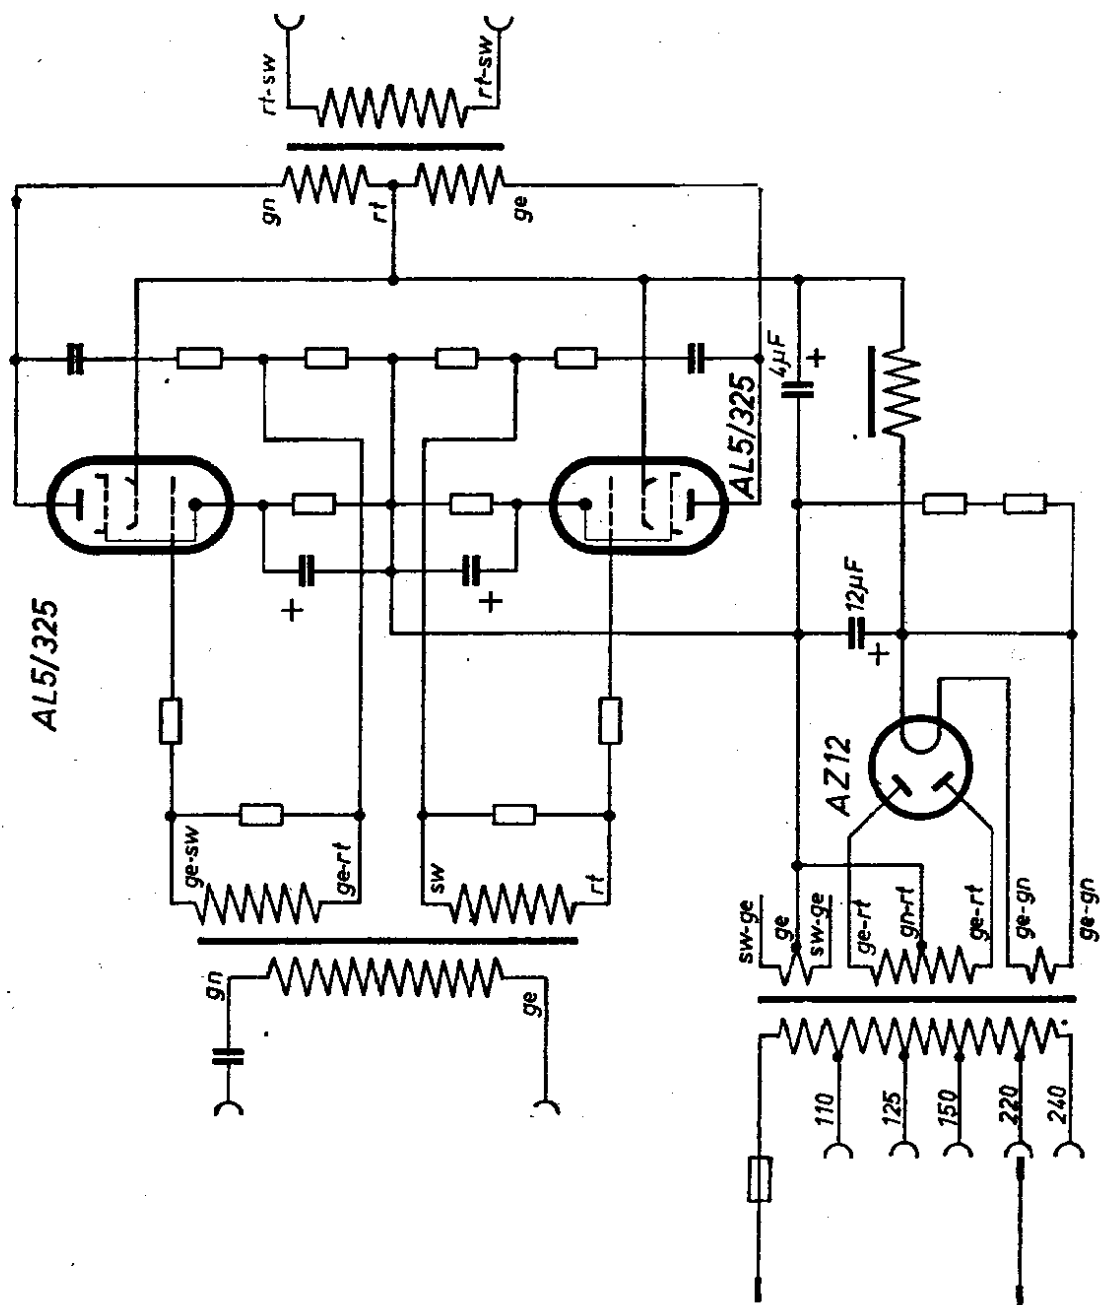 rt-sw
rt-sw
gn
rt
ge
4µF
+
AL5/325
AL5/325
+
+
12µF
+
AZ12
ge-sw
ge-rt
sw
rt
sw-ge
ge
sw-ge
ge-rt
gn-rt
ge-rt
ge-gn
ge-gn
gn
ge
110
125
150
220
240